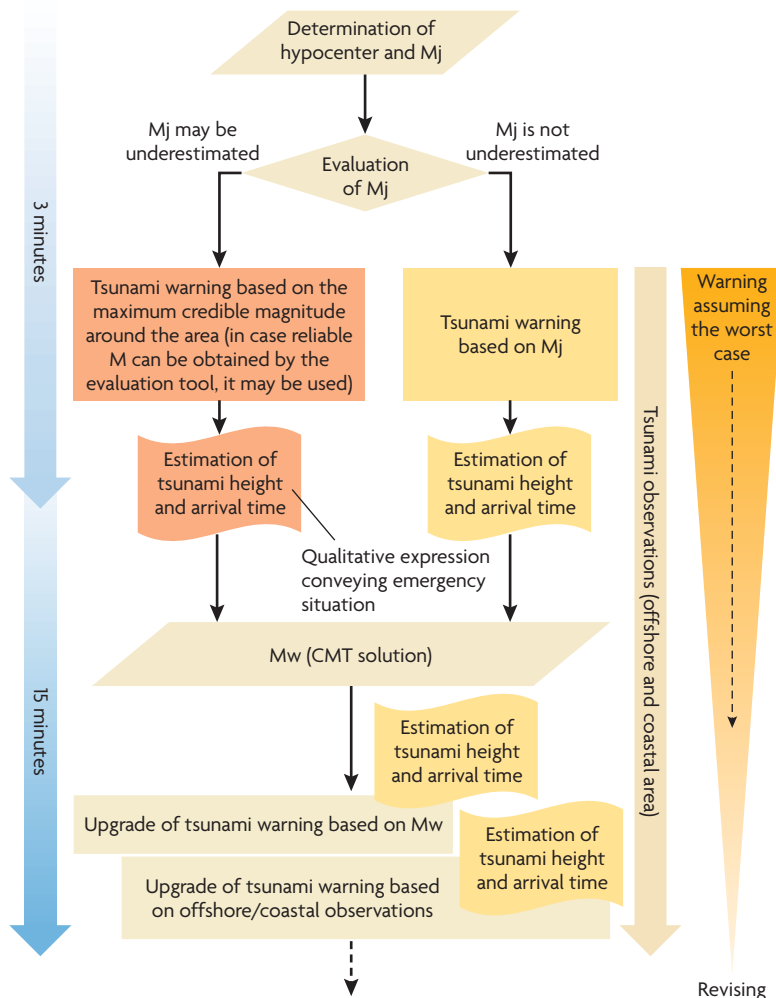 Determination of
hypocenter and Mj
Mj may be
underestimated
Mj is not
underestimated
Evaluation
of Mj
3 minutes
Tsunami warning based on the
maximum credible magnitude
around the area (in case reliable
M can be obtained by the
evaluation tool, it may be used)
Tsunami warning
based on Mj
Warning
assuming
the worst
case
Estimation of
tsunami height
and arrival time
Estimation of
tsunami height
and arrival time
Tsunami observations (offshore and coastal area)
Qualitative expression
conveying emergency
situation
Mw (CMT solution)
15 minutes
Estimation of
tsunami height
and arrival time
Upgrade of tsunami warning based on Mw
Estimation of
tsunami height
and arrival time
Upgrade of tsunami warning based
on offshore/coastal observations
Revising